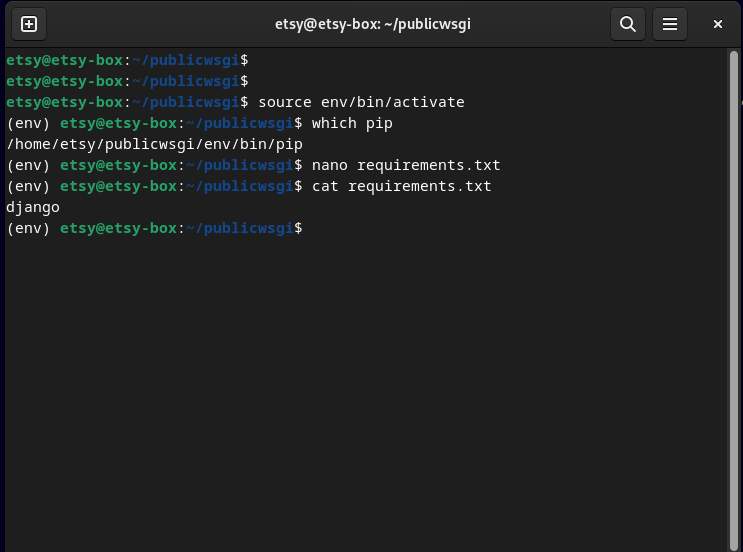 etsy@etsy-box: ~/publicwsgi
etsy@etsy-box:~/publicwsgi$
etsy@etsy-box:~/publicwsgi$
etsy@etsy-box:~/publicwsgi$ source env/bin/activate
(env) etsy@etsy-box:~/publicwsgi$ which pip
/home/etsy/publicwsgi/env/bin/pip
(env) etsy@etsy-box:~/publicwsgi$ nano requirements.txt
(env) etsy@etsy-box:~/publicwsgi$ cat requirements.txt
django
(env) etsy@etsy-box:~/publicwsgi$